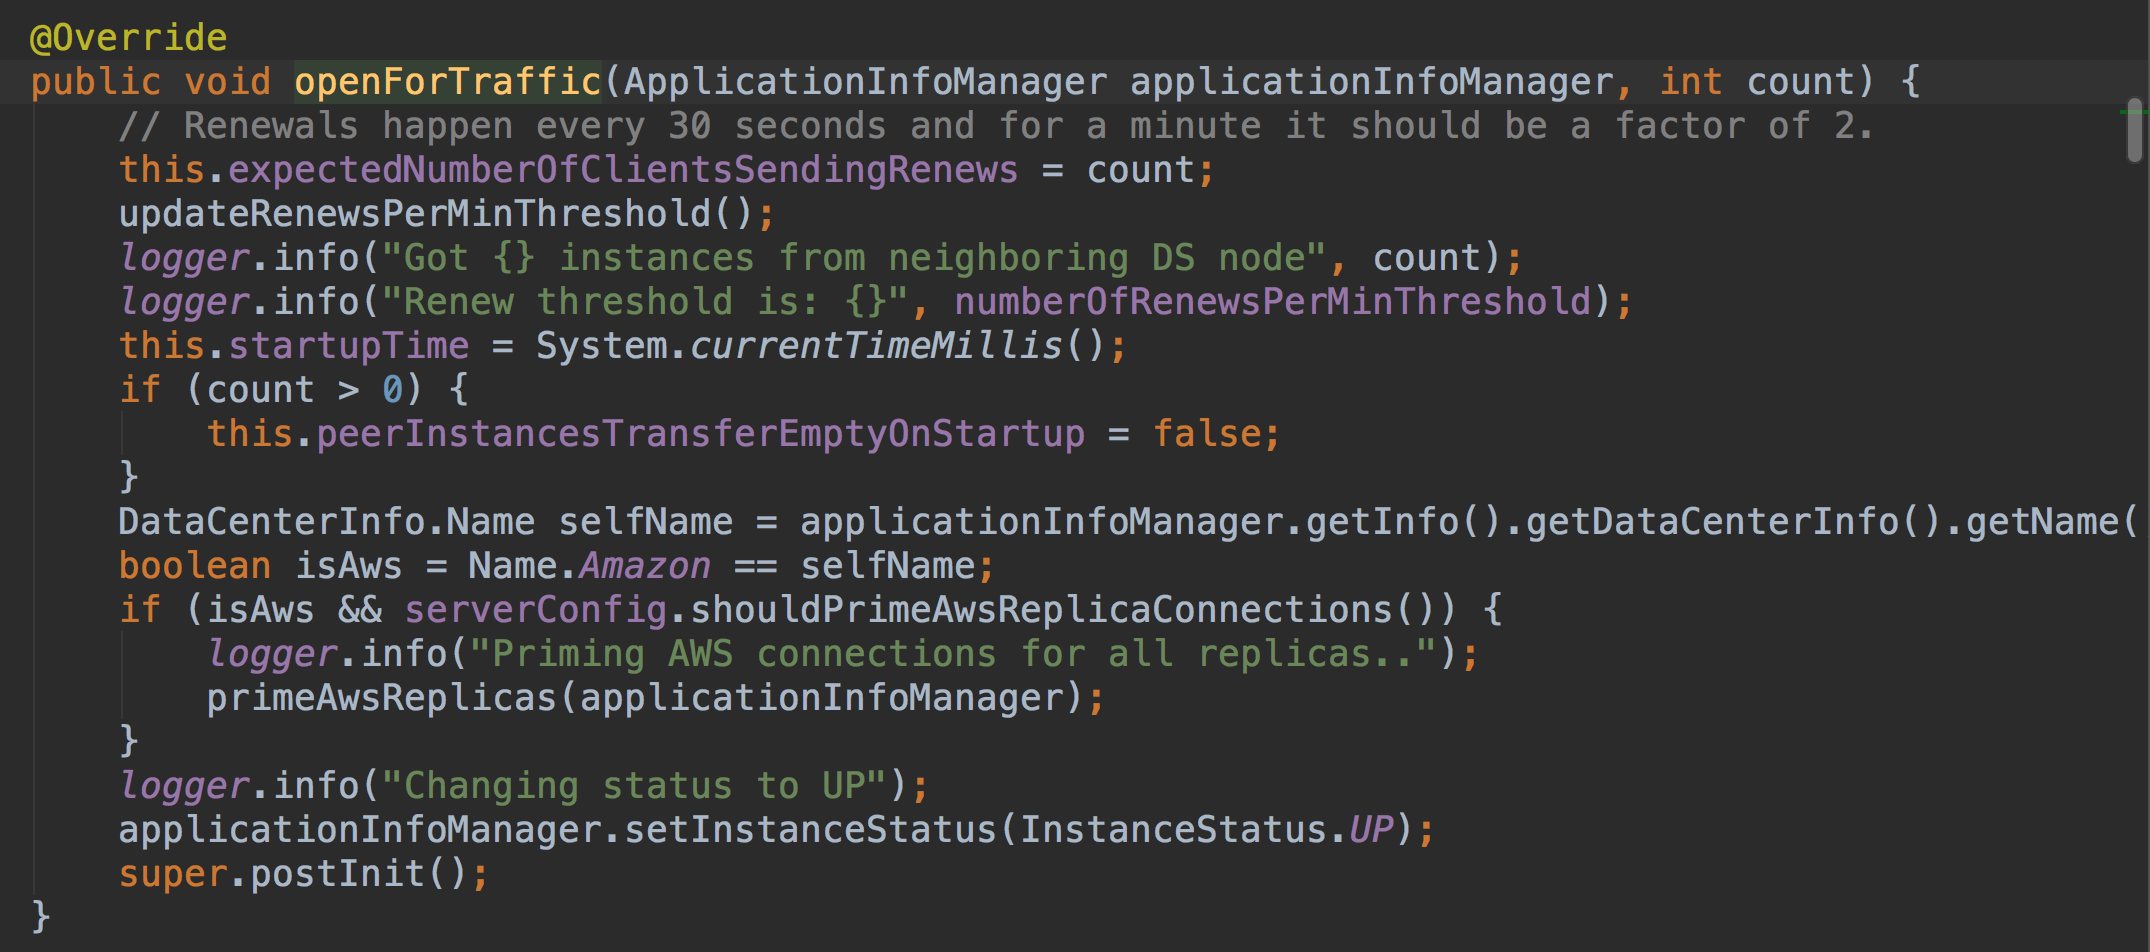 @Override
public void openForTraffic(ApplicationInfoManager applicationInfoManager, int count) {
    // Renewals happen every 30 seconds and for a minute it should be a factor of 2.
    this.expectedNumberOfClientsSendingRenews = count;
    updateRenewsPerMinThreshold();
    logger.info("Got {} instances from neighboring DS node", count);
    logger.info("Renew threshold is: {}", numberOfRenewsPerMinThreshold);
    this.startupTime = System.currentTimeMillis();
    if (count > 0) {
        this.peerInstancesTransferEmptyOnStartup = false;
    }
    DataCenterInfo.Name selfName = applicationInfoManager.getInfo().getDataCenterInfo().getName(
    boolean isAws = Name.Amazon == selfName;
    if (isAws && serverConfig.shouldPrimeAwsReplicaConnections()) {
        logger.info("Priming AWS connections for all replicas..");
        primeAwsReplicas(applicationInfoManager);
    }
    logger.info("Changing status to UP");
    applicationInfoManager.setInstanceStatus(InstanceStatus.UP);
    super.postInit();
}